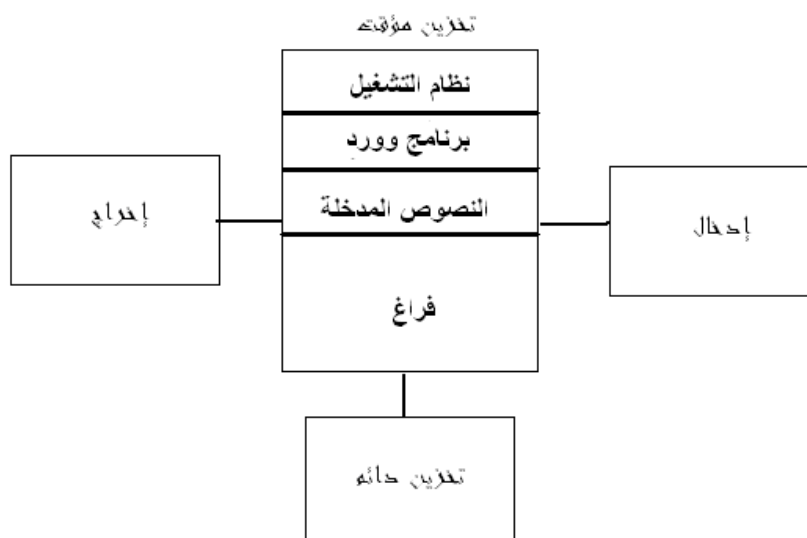 تخزين مؤقت
نظام التشغيل
برنامج وورد
النصوص المدخلة
فراغ
إدخال
إخراج
تخزين دائم